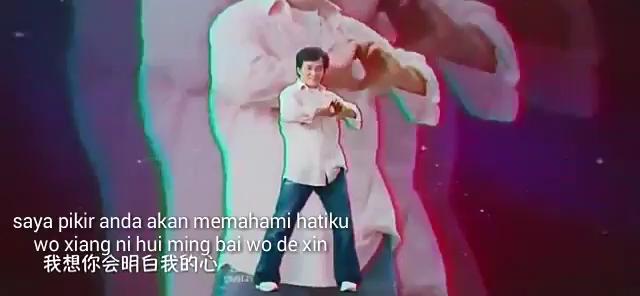 saya pikir anda akan memahami hatiku
wo xiang ni hui ming bai wo de xin
我想你会明白我的心